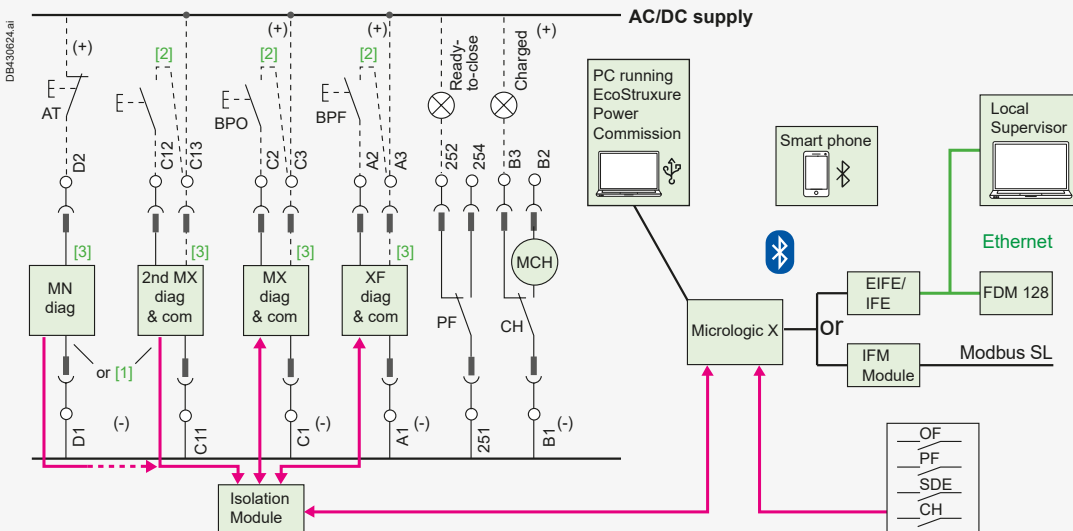 DB430624.ai
AC/DC supply
(+)
(+)
(+)
(+)
[2]
[2]
[2]
AT
BPO
BPF
Ready-
to-close
Charged
D2
C12
C13
C2
C3
A2
A3
252
254
B3
B2
[3]
[3]
[3]
[3]
MN
diag
2nd MX
diag
& com
MX
diag
& com
XF
diag
& com
PF
CH
MCH
or [1]
D1
(-)
C11
C1
(-)
A1
(-)
251
B1
(-)
Isolation
Module
PC running
EcoStruxure
Power
Commission
Smart phone
Local
Supervisor
Ethernet
Micrologic X
or
EIFE/
IFE
FDM 128
IFM
Module
Modbus SL
OF
PF
SDE
CH